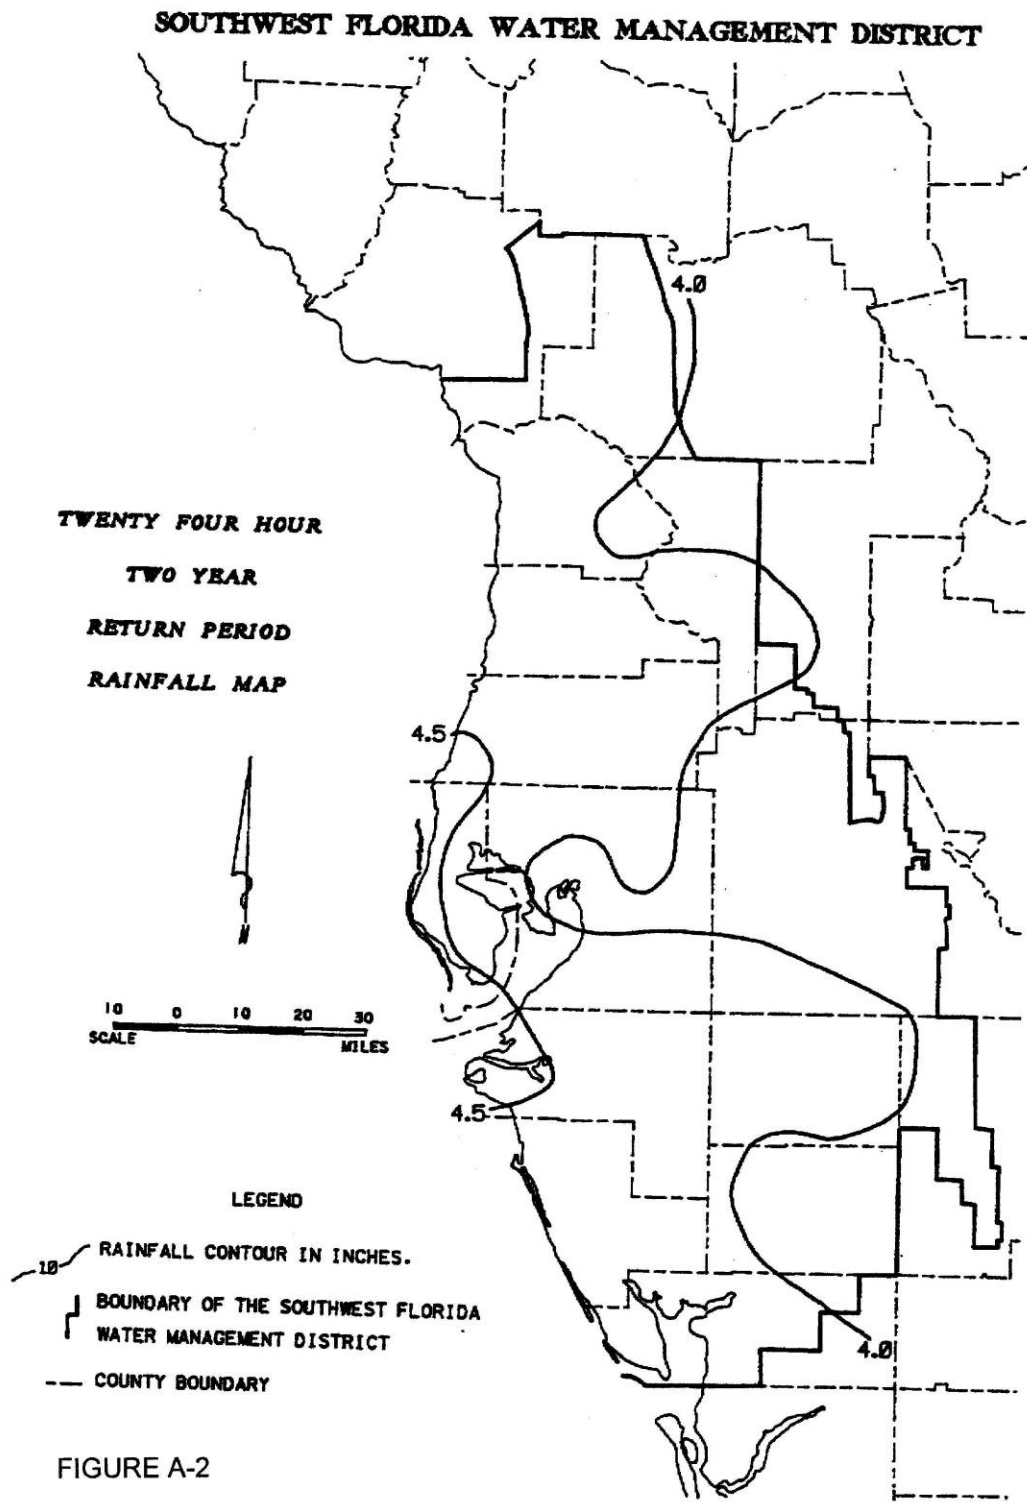 SOUTHWEST FLORIDA WATER MANAGEMENT DISTRICT
4.0
TWENTY FOUR HOUR
TWO YEAR
RETURN PERIOD
RAINFALL MAP
4.5
N
10 0 10 20 30
SCALE MILES
4.5
LEGEND
10 RAINFALL CONTOUR IN INCHES.
BOUNDARY OF THE SOUTHWEST FLORIDA
WATER MANAGEMENT DISTRICT
4.0
COUNTY BOUNDARY
FIGURE A-2